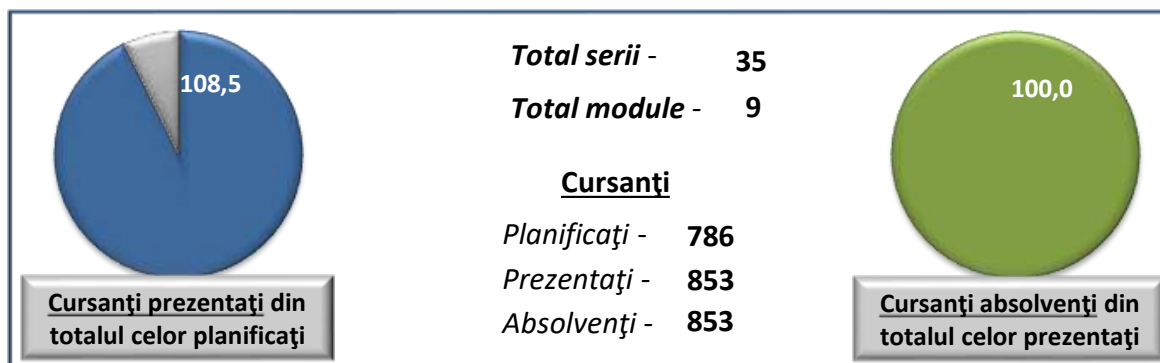 108,5
Cursanţi prezentaţi din
totalul celor planificaţi
Total serii - 35
Total module - 9
Cursanţi
Planificaţi - 786
Prezentaţi - 853
Absolvenţi - 853
100,0
Cursanţi absolvenţi din
totalul celor prezentaţi